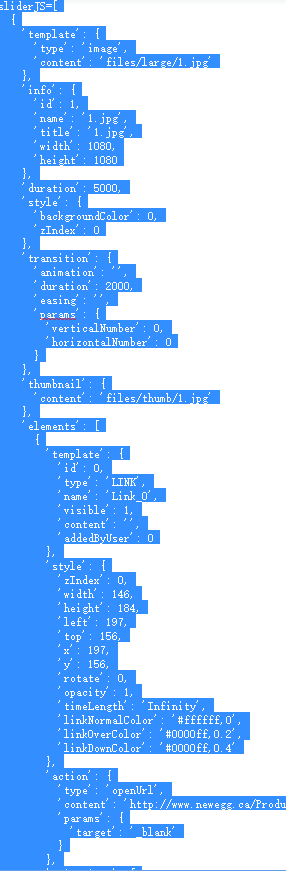 sliderJS=[
{
'template': {
'type': 'image',
'content': 'files/large/1.jpg'
},
'info': {
'id': 1,
'name': '1.jpg',
'title': '1.jpg',
'width': 1080,
'height': 1080
},
'duration': 5000,
'style': {
'backgroundColor': 0,
'zIndex': 0
},
'transition': {
'animation': '',
'duration': 2000,
'easing': '',
'params': {
'verticalNumber': 0,
'horizontalNumber': 0
}
},
'thumbnail': {
'content': 'files/thumb/1.jpg'
},
'elements': [
{
'template': {
'id': 0,
'type': 'LINK',
'name': 'Link_0',
'visible': 1,
'content': '',
'addedByUser': 0
},
'style': {
'zIndex': 0,
'width': 146,
'height': 184,
'left': 197,
'top': 156,
'x': 197,
'y': 156,
'rotate': 0,
'opacity': 1,
'timeLength': 'Infinity',
'linkNormalColor': '#ffffff,0',
'linkOverColor': '#0000ff,0.2',
'linkDownColor': '#0000ff,0.4'
},
'action': {
'type': 'openUrl',
'content': 'http://www.newegg.ca/Produ
'params': {
'target': '_blank'
}
},